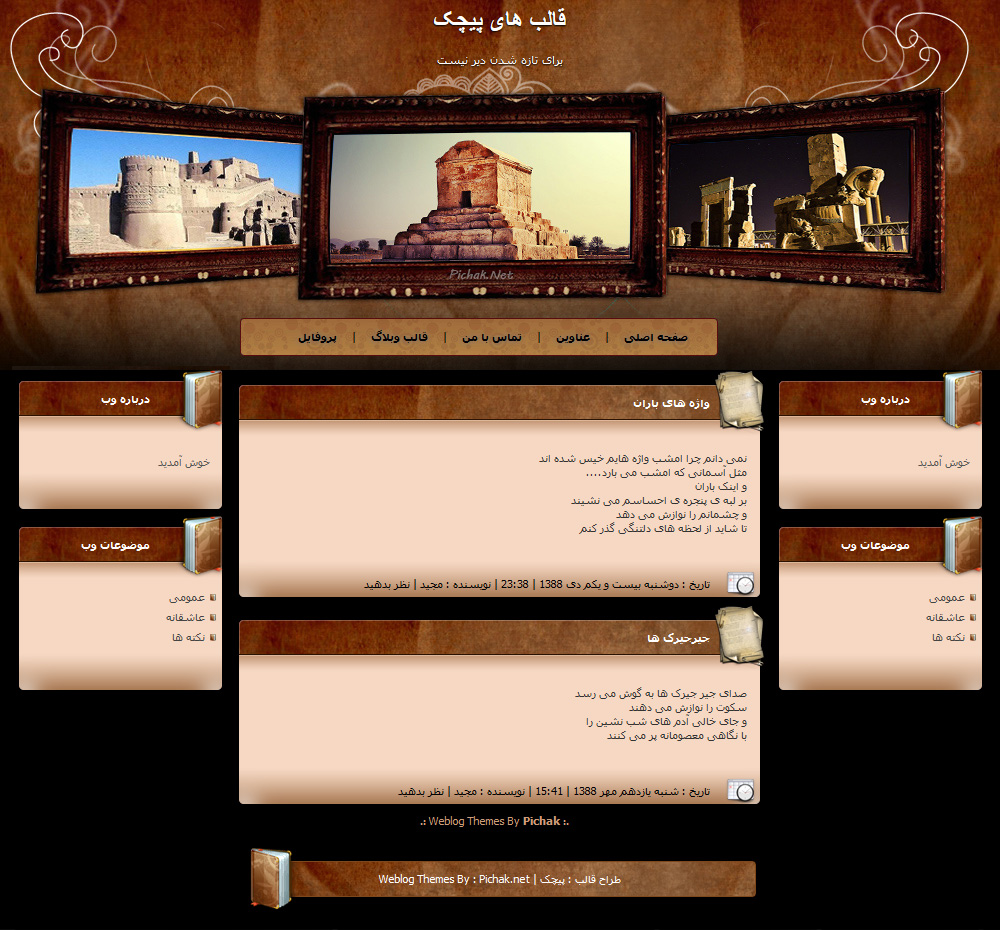 قالب های پیچک
برای تازه شدن دیر نیست
Pichak.Net
صفحه اصلی | عناوین | تماس با من | قالب وبلاگ | پروفایل
درباره وب
خوش آمدید
موضوعات وب
عمومی
عاشقانه
نکته ها
واژه های باران
نمی دانم چرا امشب واژه هایم خیس شده اند
مثل آسمانی که امشب می بارد....
و اینک باران
بر لبه ی پنجره ی احساسم می نشیند
و چشمانم را نوازش می دهد
تا شاید از لحظه های دلتنگی گذر کنم
تاریخ : دوشنبه بیست و یکم دی 1388 | 23:38 | نویسنده : مجید | نظر بدهید
جیرجیرک ها
صدای جیر جیرک ها به گوش می رسد
سکوت را نوازش می دهند
و جای خالی آدم های شب نشین را
با نگاهی معصومانه پر می کنند
تاریخ : شنبه یازدهم مهر 1388 | 15:41 | نویسنده : مجید | نظر بدهید
.: Weblog Themes By Pichak :.
درباره وب
خوش آمدید
موضوعات وب
عمومی
عاشقانه
نکته ها
طراح قالب : پیچک | Weblog Themes By : Pichak.net